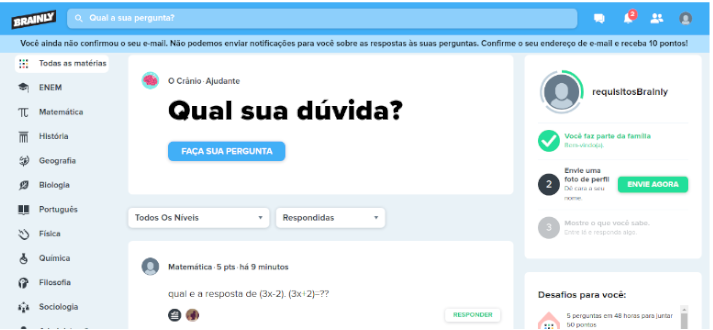 BRAINLY
Qual a sua pergunta?
2
Você ainda não confirmou o seu e-mail. Não podemos enviar notificações para você sobre as respostas às suas perguntas. Confirme o seu endereço de e-mail e receba 10 pontos!
Todas as matérias
ENEM
Matemática
História
Geografia
Biologia
Português
Física
Química
Filosofia
Sociologia
O Crânio · Ajudante
Qual sua dúvida?
FAÇA SUA PERGUNTA
Todos Os Níveis
Respondidas
Matemática · 5 pts · há 9 minutos
qual e a resposta de (3x-2). (3x+2)=??
RESPONDER
requisitosBrainly
Você faz parte da família
Bem-vindo(a).
2
Envie uma
foto de perfil
Dê cara a seu
nome.
ENVIE AGORA
3
Mostre o que você sabe.
Entre lá e responda algo.
Desafios para você:
5 perguntas em 48 horas para juntar
50 pontos